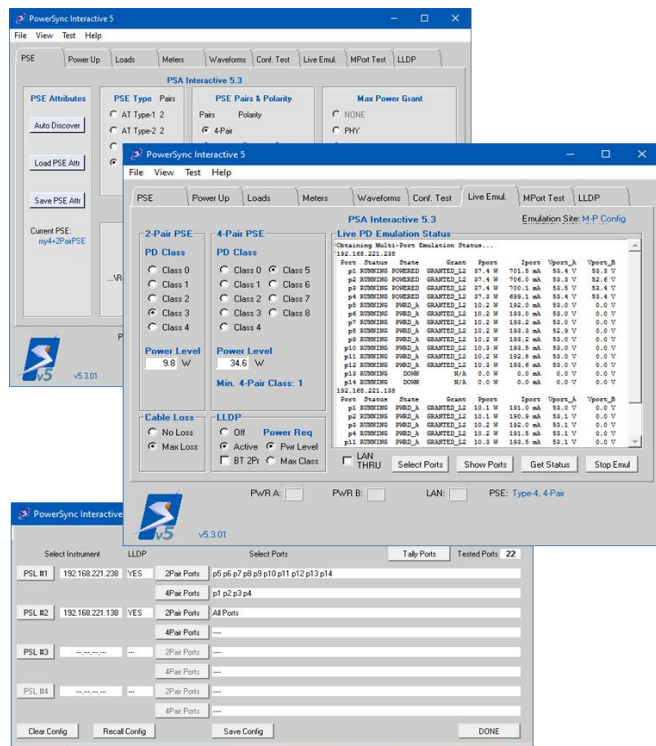 PowerSync Interactive 5
File View Test Help
PSE Power Up Loads Meters Waveforms Conf. Test Live Emul. MPort Test LLDP
PSA Interactive 5.3
PSE Attributes
Auto Discover
Load PSE Attr
Save PSE Attr
Current PSE:
my4+2PairPSE
PSE Type Pairs
AT Type-1 2
AT Type-2 2
PSE Pairs & Polarity
Pairs Polarity
4-Pair
Max Power Grant
NONE
PHY
v5
v5.3.01
PowerSync Interactive 5
File View Test Help
PSE Power Up Loads Meters Waveforms Conf. Test Live Emul. MPort Test LLDP
PSA Interactive 5.3
Emulation Site: M-P Config
2-Pair PSE
PD Class
Class 0
Class 1
Class 2
Class 3
Class 4
Power Level
9.8 W
4-Pair PSE
PD Class
Class 0 Class 5
Class 1 Class 6
Class 2 Class 7
Class 3 Class 8
Class 4
Power Level
34.6 W
Min. 4-Pair Class: 1
Cable Loss
No Loss
Max Loss
LLDP
Off Power Req
Active Pwr Level
BT 2Pr Max Class
Live PD Emulation Status
Obtaining Multi-Port Emulation Status...
192.168.221.238
Port Status State Grant Pport Iport Vport_A Vport_B
p1 RUNNING POWERED GRANTED_L2 37.4 W 701.5 mA 53.4 V 53.3 V
p2 RUNNING POWERED GRANTED_L2 37.4 W 706.0 mA 53.3 V 52.6 V
p3 RUNNING POWERED GRANTED_L2 37.4 W 700.1 mA 53.5 V 53.4 V
p4 RUNNING POWERED GRANTED_L2 37.3 W 699.1 mA 53.4 V 53.4 V
p5 RUNNING PWRD_A GRANTED_L2 10.2 W 192.0 mA 53.0 V 0.0 V
p6 RUNNING PWRD_A GRANTED_L2 10.2 W 193.0 mA 53.0 V 0.0 V
p7 RUNNING PWRD_A GRANTED_L2 10.2 W 193.2 mA 53.0 V 0.0 V
p8 RUNNING PWRD_A GRANTED_L2 10.2 W 193.3 mA 52.9 V 0.0 V
p9 RUNNING PWRD_A GRANTED_L2 10.2 W 193.2 mA 53.0 V 0.0 V
p10 RUNNING PWRD_A GRANTED_L2 10.3 W 193.5 mA 53.0 V 0.0 V
p11 RUNNING PWRD_A GRANTED_L2 10.2 W 192.8 mA 53.0 V 0.0 V
p12 RUNNING PWRD_A GRANTED_L2 10.3 W 193.6 mA 53.0 V 0.0 V
p13 RUNNING DOWN N/A 0.0 W 0.0 mA 0.0 V 0.0 V
p14 RUNNING DOWN N/A 0.0 W 0.0 mA 0.0 V 0.0 V
192.168.221.138
Port Status State Grant Pport Iport Vport_A Vport_B
p1 RUNNING PWRD_A GRANTED_L2 10.1 W 191.0 mA 53.0 V 0.0 V
p2 RUNNING PWRD_A GRANTED_L2 10.1 W 190.9 mA 53.1 V 0.0 V
p3 RUNNING PWRD_A GRANTED_L2 10.2 W 192.0 mA 53.1 V 0.0 V
p4 RUNNING PWRD_A GRANTED_L2 10.2 W 191.5 mA 53.1 V 0.0 V
p11 RUNNING PWRD_A GRANTED_L2 10.3 W 193.5 mA 53.1 V 0.0 V
LAN THRU Select Ports Show Ports Get Status Stop Emul
PWR A: PWR B: LAN: PSE: Type-4, 4-Pair
v5
v5.3.01
PowerSync Interactive
Select Instrument LLDP Select Ports Tally Ports Tested Ports 22
PSL #1 192.168.221.238 YES 2Pair Ports p5 p6 p7 p8 p9 p10 p11 p12 p13 p14
4Pair Ports p1 p2 p3 p4
PSL #2 192.168.221.138 YES 2Pair Ports All Ports
4Pair Ports ----
PSL #3 ---.---.---.--- --- 2Pair Ports ----
4Pair Ports ----
PSL #4 ---.---.---.--- --- 2Pair Ports ----
4Pair Ports ----
Clear Config Recall Config Save Config DONE